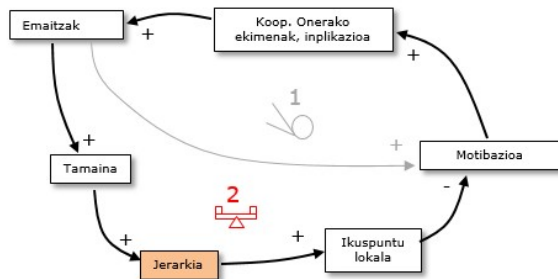 Emaitzak
Koop. Onerako
ekimenak, inplikazioa
+
+
1
+
+
Tamaina
Motibazioa
-
2
+
+
Jerarkia
Ikuspuntu
lokala